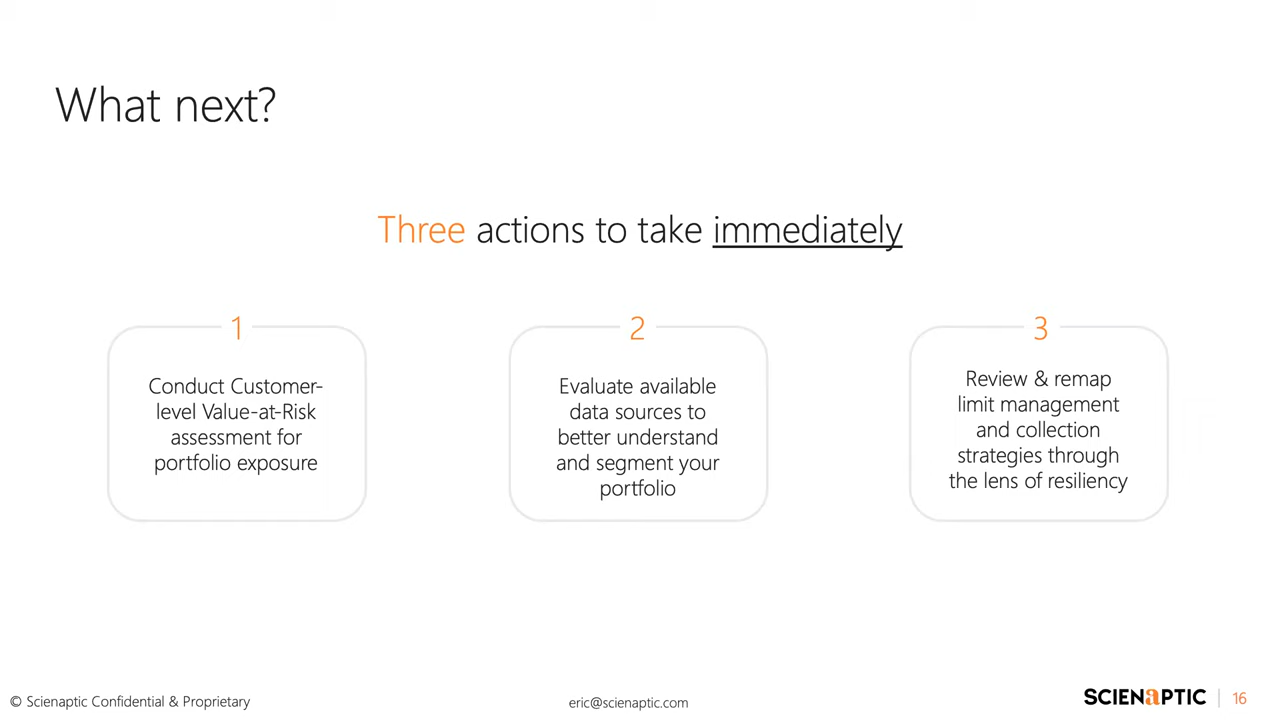 What next?
Three actions to take immediately
1
Conduct Customer-
level Value-at-Risk
assessment for
portfolio exposure
2
Evaluate available
data sources to
better understand
and segment your
portfolio
3
Review & remap
limit management
and collection
strategies through
the lens of resiliency
© Scienaptic Confidential & Proprietary
eric@scienaptic.com
SCIENaPTIC | 16